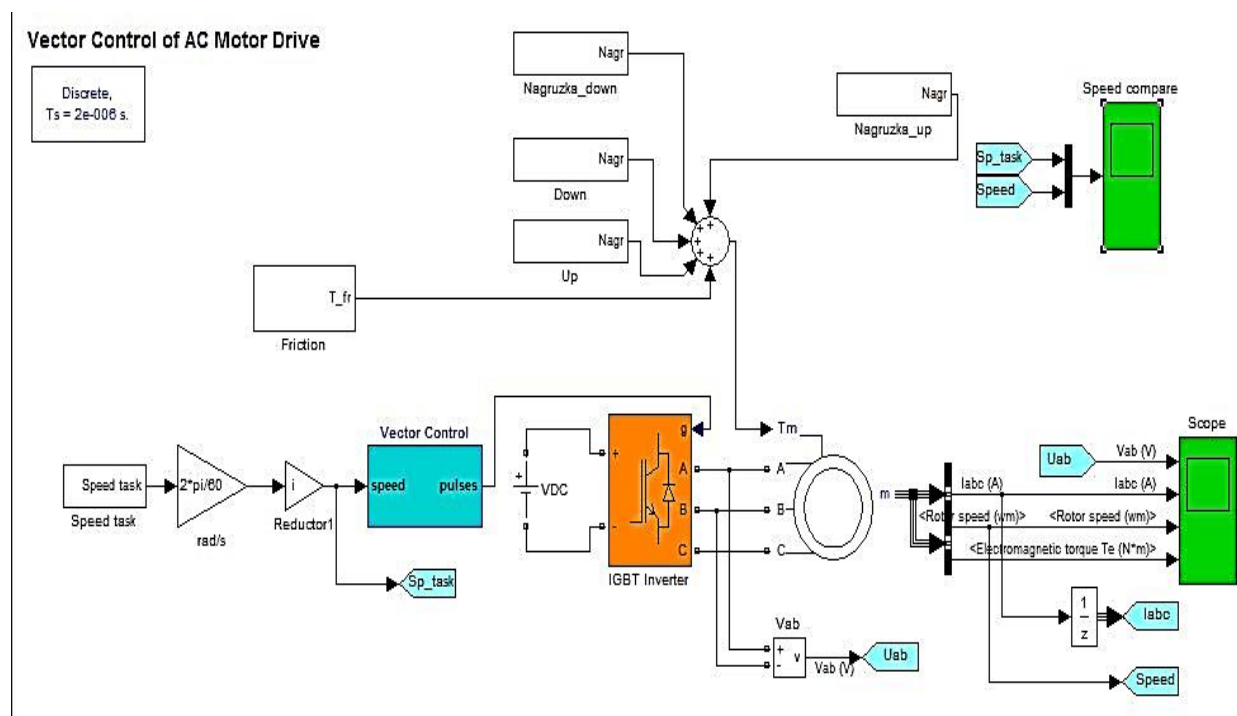 Vector Control of AC Motor Drive
Discrete,
Ts = 2e-006 s.
Nagr
Nagruzka_down
Nagr
Nagruzka_up
Speed compare
Sp_task
Speed
Nagr
Down
Nagr
Up
T_fr
Friction
Speed task
Speed task
2*pi/60
rad/s
i
Reductor1
Vector Control
speed
pulses
+
VDC
+
-
g
A
B
C
IGBT Inverter
Tm
A
B
C
m
Scope
Uab
Vab (V)
Iabc (A)
Iabc (A)
<Rotor speed (wm)>
<Rotor speed (wm)>
<Electromagnetic torque Te (N*m)>
Sp_task
Vab
+
-
v
Vab (V)
Uab
1
z
Iabc
Speed
+
+
+
+
+